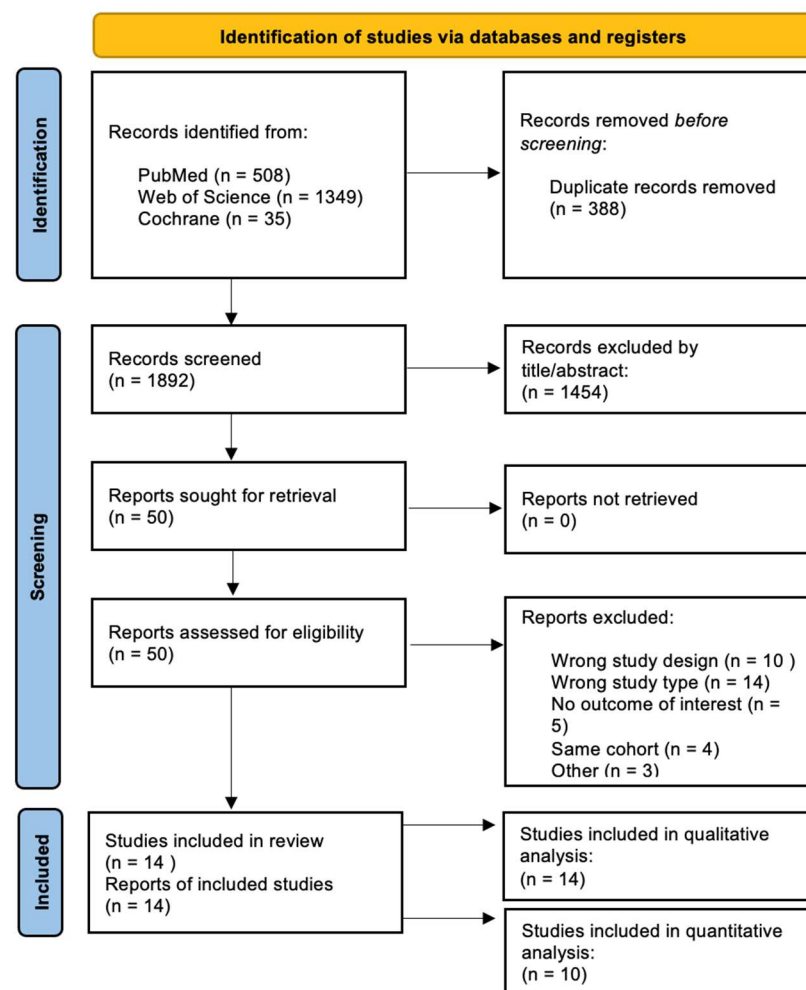 Identification of studies via databases and registers
Identification
Records identified from:
PubMed (n = 508)
Web of Science (n = 1349)
Cochrane (n = 35)
Records removed before
screening:
Duplicate records removed
(n = 388)
Screening
Records screened
(n = 1892)
Records excluded by
title/abstract:
(n = 1454)
Reports sought for retrieval
(n = 50)
Reports not retrieved
(n = 0)
Reports assessed for eligibility
(n = 50)
Reports excluded:
Wrong study design (n = 10 )
Wrong study type (n = 14)
No outcome of interest (n =
5)
Same cohort (n = 4)
Other (n = 3)
Included
Studies included in review
(n = 14 )
Reports of included studies
(n = 14)
Studies included in qualitative
analysis:
(n = 14)
Studies included in quantitative
analysis:
(n = 10)